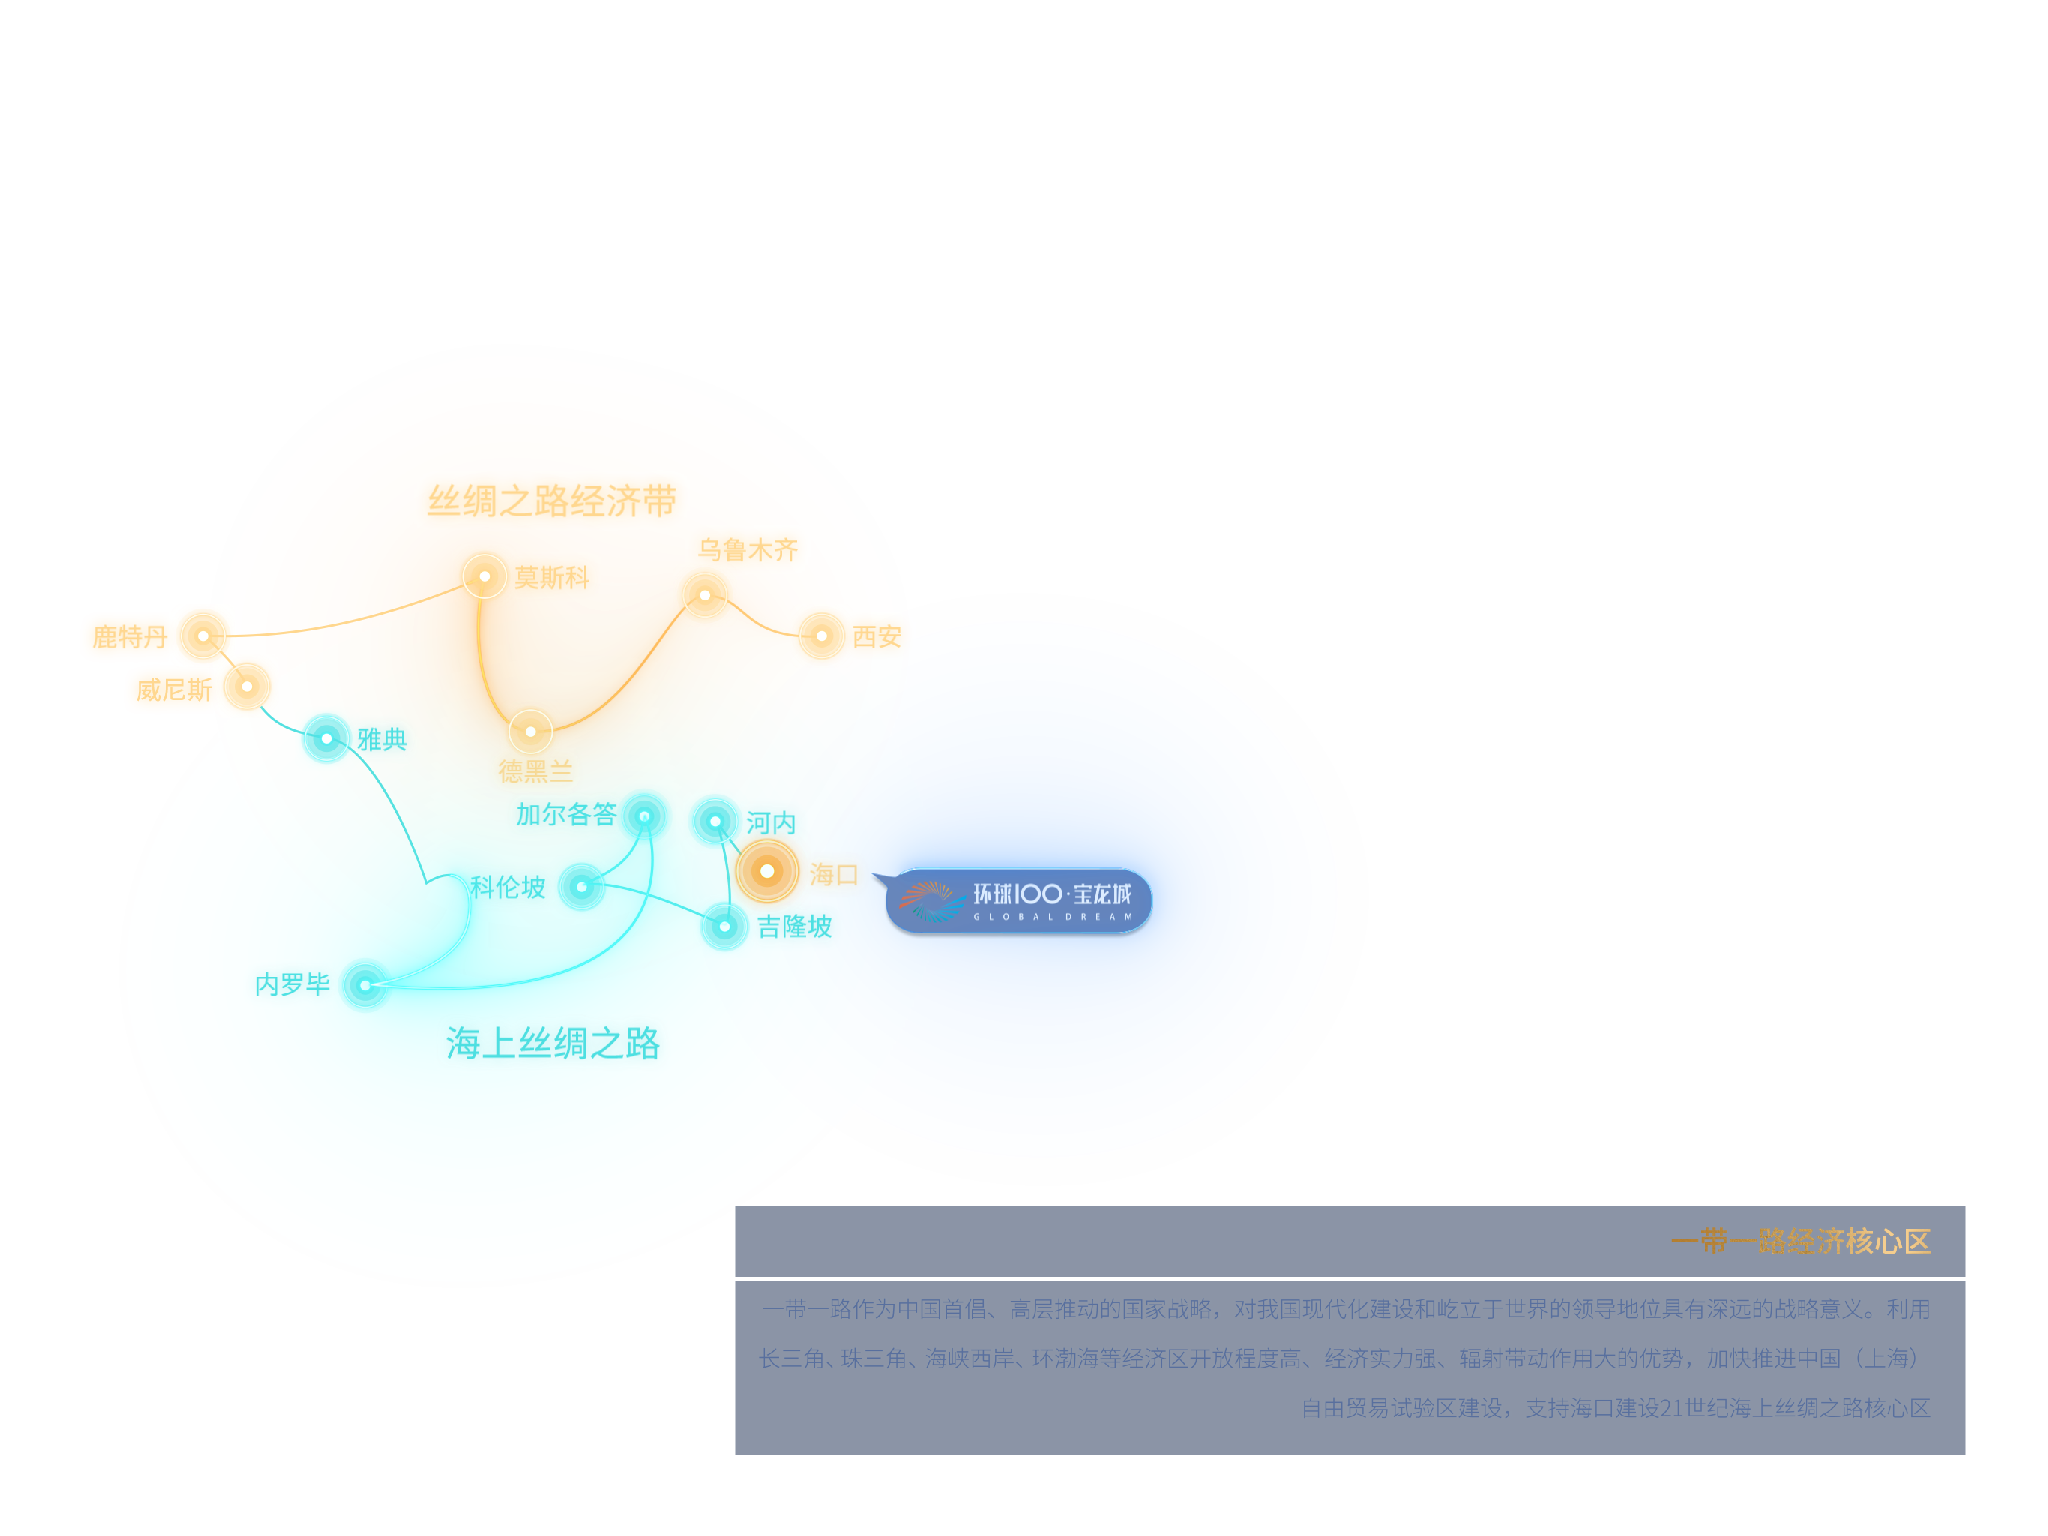 丝绸之路经济带
乌鲁木齐
莫斯科
鹿特丹
西安
威尼斯
雅典
德黑兰
加尔各答
河内
海口
科伦坡
环球100·宝龙城
GLOBAL DREAM
吉隆坡
内罗毕
海上丝绸之路
一带一路经济核心区
一带一路作为中国首倡、高层推动的国家战略，对我国现代化建设和屹立于世界的领导地位具有深远的战略意义。利用
长三角、珠三角、海峡西岸、环渤海等经济区开放程度高、经济实力强、辐射带动作用大的优势，加快推进中国（上海）
自由贸易试验区建设，支持海口建设21世纪海上丝绸之路核心区